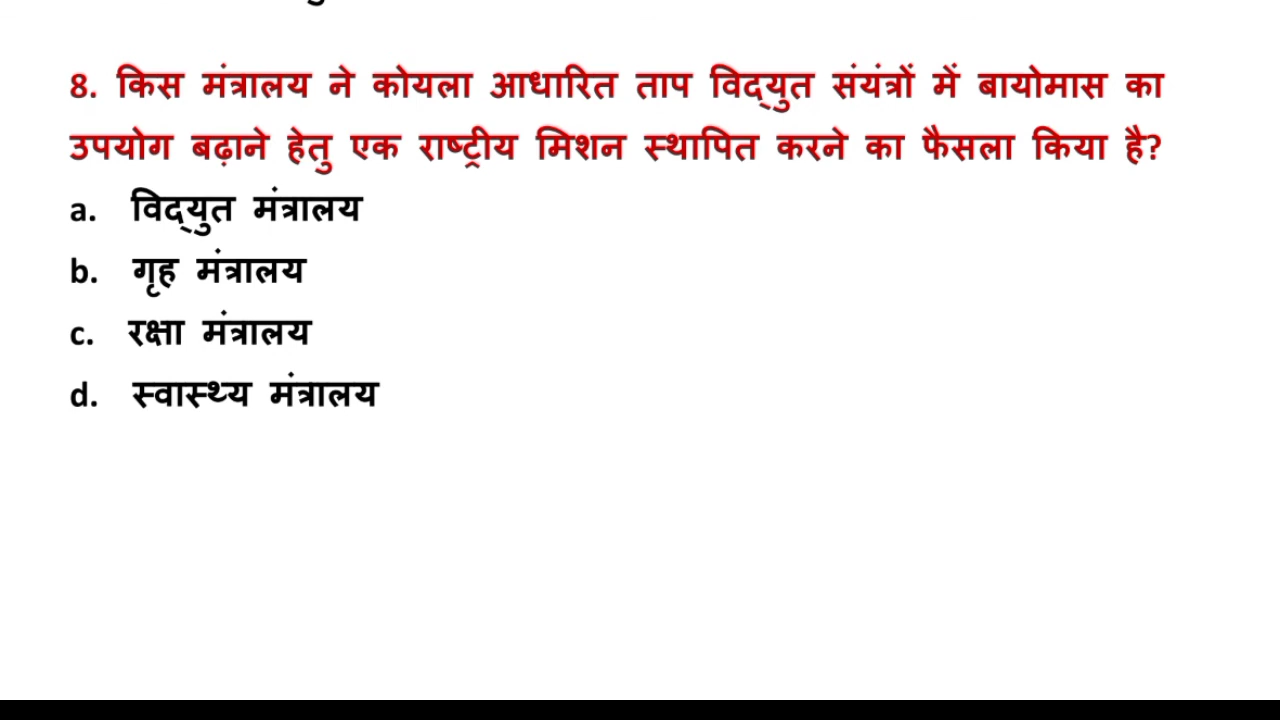 8. किस मंत्रालय ने कोयला आधारित ताप विद्युत संयंत्रों में बायोमास का
उपयोग बढ़ाने हेतु एक राष्ट्रीय मिशन स्थापित करने का फैसला किया है?
a. विद्युत मंत्रालय
b. गृह मंत्रालय
c. रक्षा मंत्रालय
d. स्वास्थ्य मंत्रालय